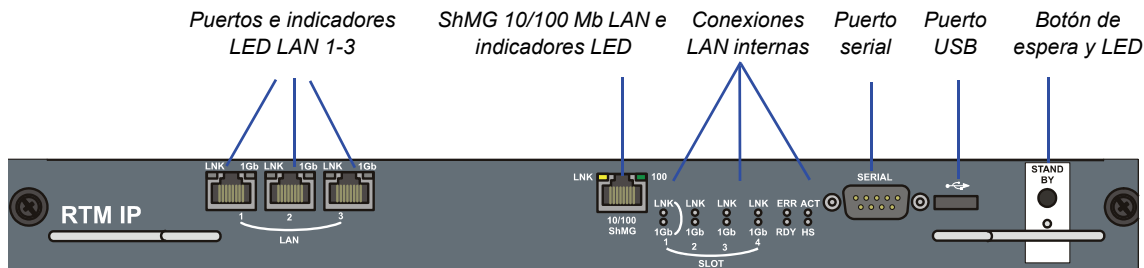 Puertos e indicadores
LED LAN 1-3
ShMG 10/100 Mb LAN e
indicadores LED
Conexiones
LAN internas
Puerto
serial
Puerto
USB
Botón de
espera y LED
LNK 1Gb LNK 1Gb LNK 1Gb
LNK 100
SERIAL
STAND
BY
RTM IP
1 2 3
LAN
10/100
ShMG
LNK LNK LNK LNK ERR ACT
1Gb 1Gb 1Gb 1Gb RDY HS
1 2 3 4
SLOT